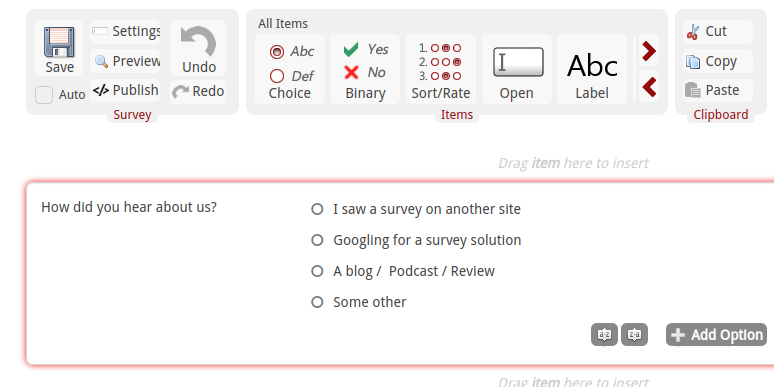 Save
Auto
Settings
Preview
</> Publish
Undo
Redo
Survey
All Items
Abc
Def
Choice
Yes
No
Binary
1.
2.
3.
Sort/Rate
Open
Abc
Label
Items
Cut
Copy
Paste
Clipboard
Drag item here to insert
How did you hear about us?
I saw a survey on another site
Googling for a survey solution
A blog / Podcast / Review
Some other
a-z
z-a
Add Option
Drag item here to insert